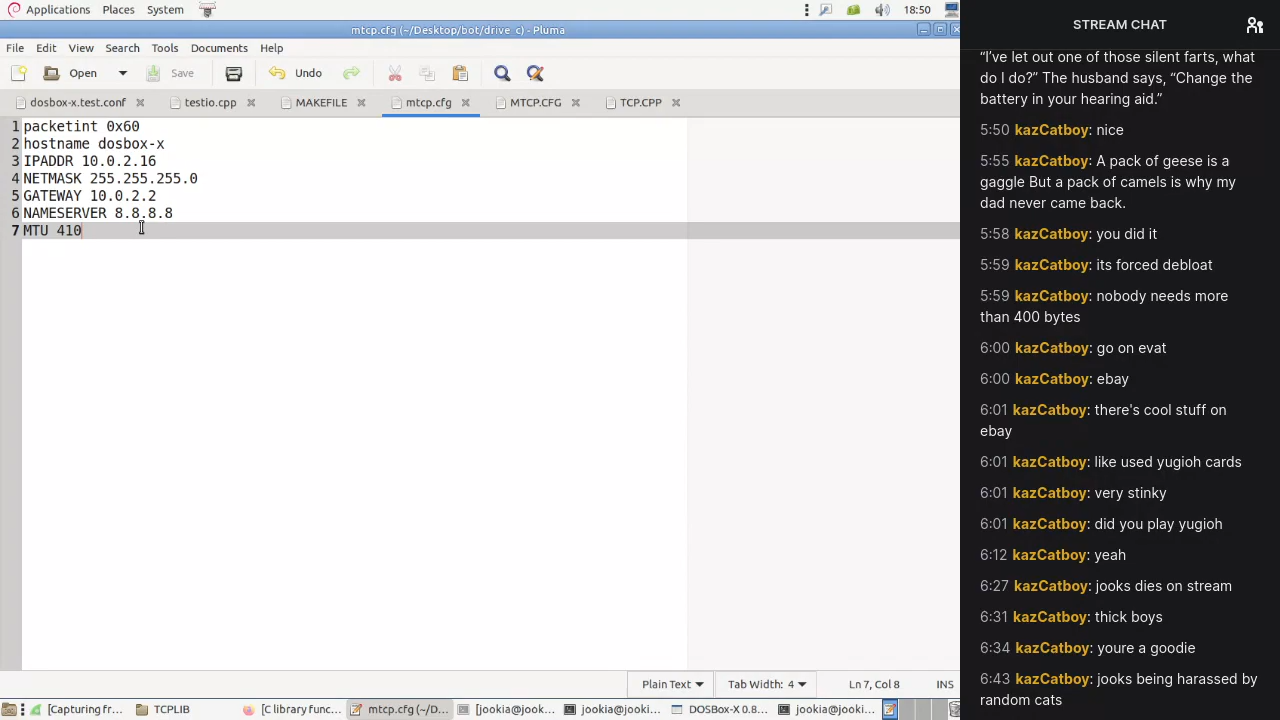 Applications Places System 18:50
mtcp.cfg (~/Desktop/bot/drive_c) - Pluma
File Edit View Search Tools Documents Help
Open Save Undo
dosbox-x.test.conf testio.cpp MAKEFILE mtcp.cfg MTCP.CFG TCP.CPP
1 packetint 0x60
2 hostname dosbox-x
3 IPADDR 10.0.2.16
4 NETMASK 255.255.255.0
5 GATEWAY 10.0.2.2
6 NAMESERVER 8.8.8.8
7 MTU 410
Plain Text Tab Width: 4 Ln 7, Col 8 INS
[Capturing fr... TCPLIB [C library func... mtcp.cfg (~/D... [jookia@jook... jookia@jooki... DOSBox-X 0.8... jookia@jooki...
STREAM CHAT
“I’ve let out one of those silent farts, what
do I do?” The husband says, “Change the
battery in your hearing aid.”
5:50 kazCatboy: nice
5:55 kazCatboy: A pack of geese is a
gaggle But a pack of camels is why my
dad never came back.
5:58 kazCatboy: you did it
5:59 kazCatboy: its forced debloat
5:59 kazCatboy: nobody needs more
than 400 bytes
6:00 kazCatboy: go on evat
6:00 kazCatboy: ebay
6:01 kazCatboy: there's cool stuff on
ebay
6:01 kazCatboy: like used yugioh cards
6:01 kazCatboy: very stinky
6:01 kazCatboy: did you play yugioh
6:12 kazCatboy: yeah
6:27 kazCatboy: jooks dies on stream
6:31 kazCatboy: thick boys
6:34 kazCatboy: youre a goodie
6:43 kazCatboy: jooks being harassed by
random cats